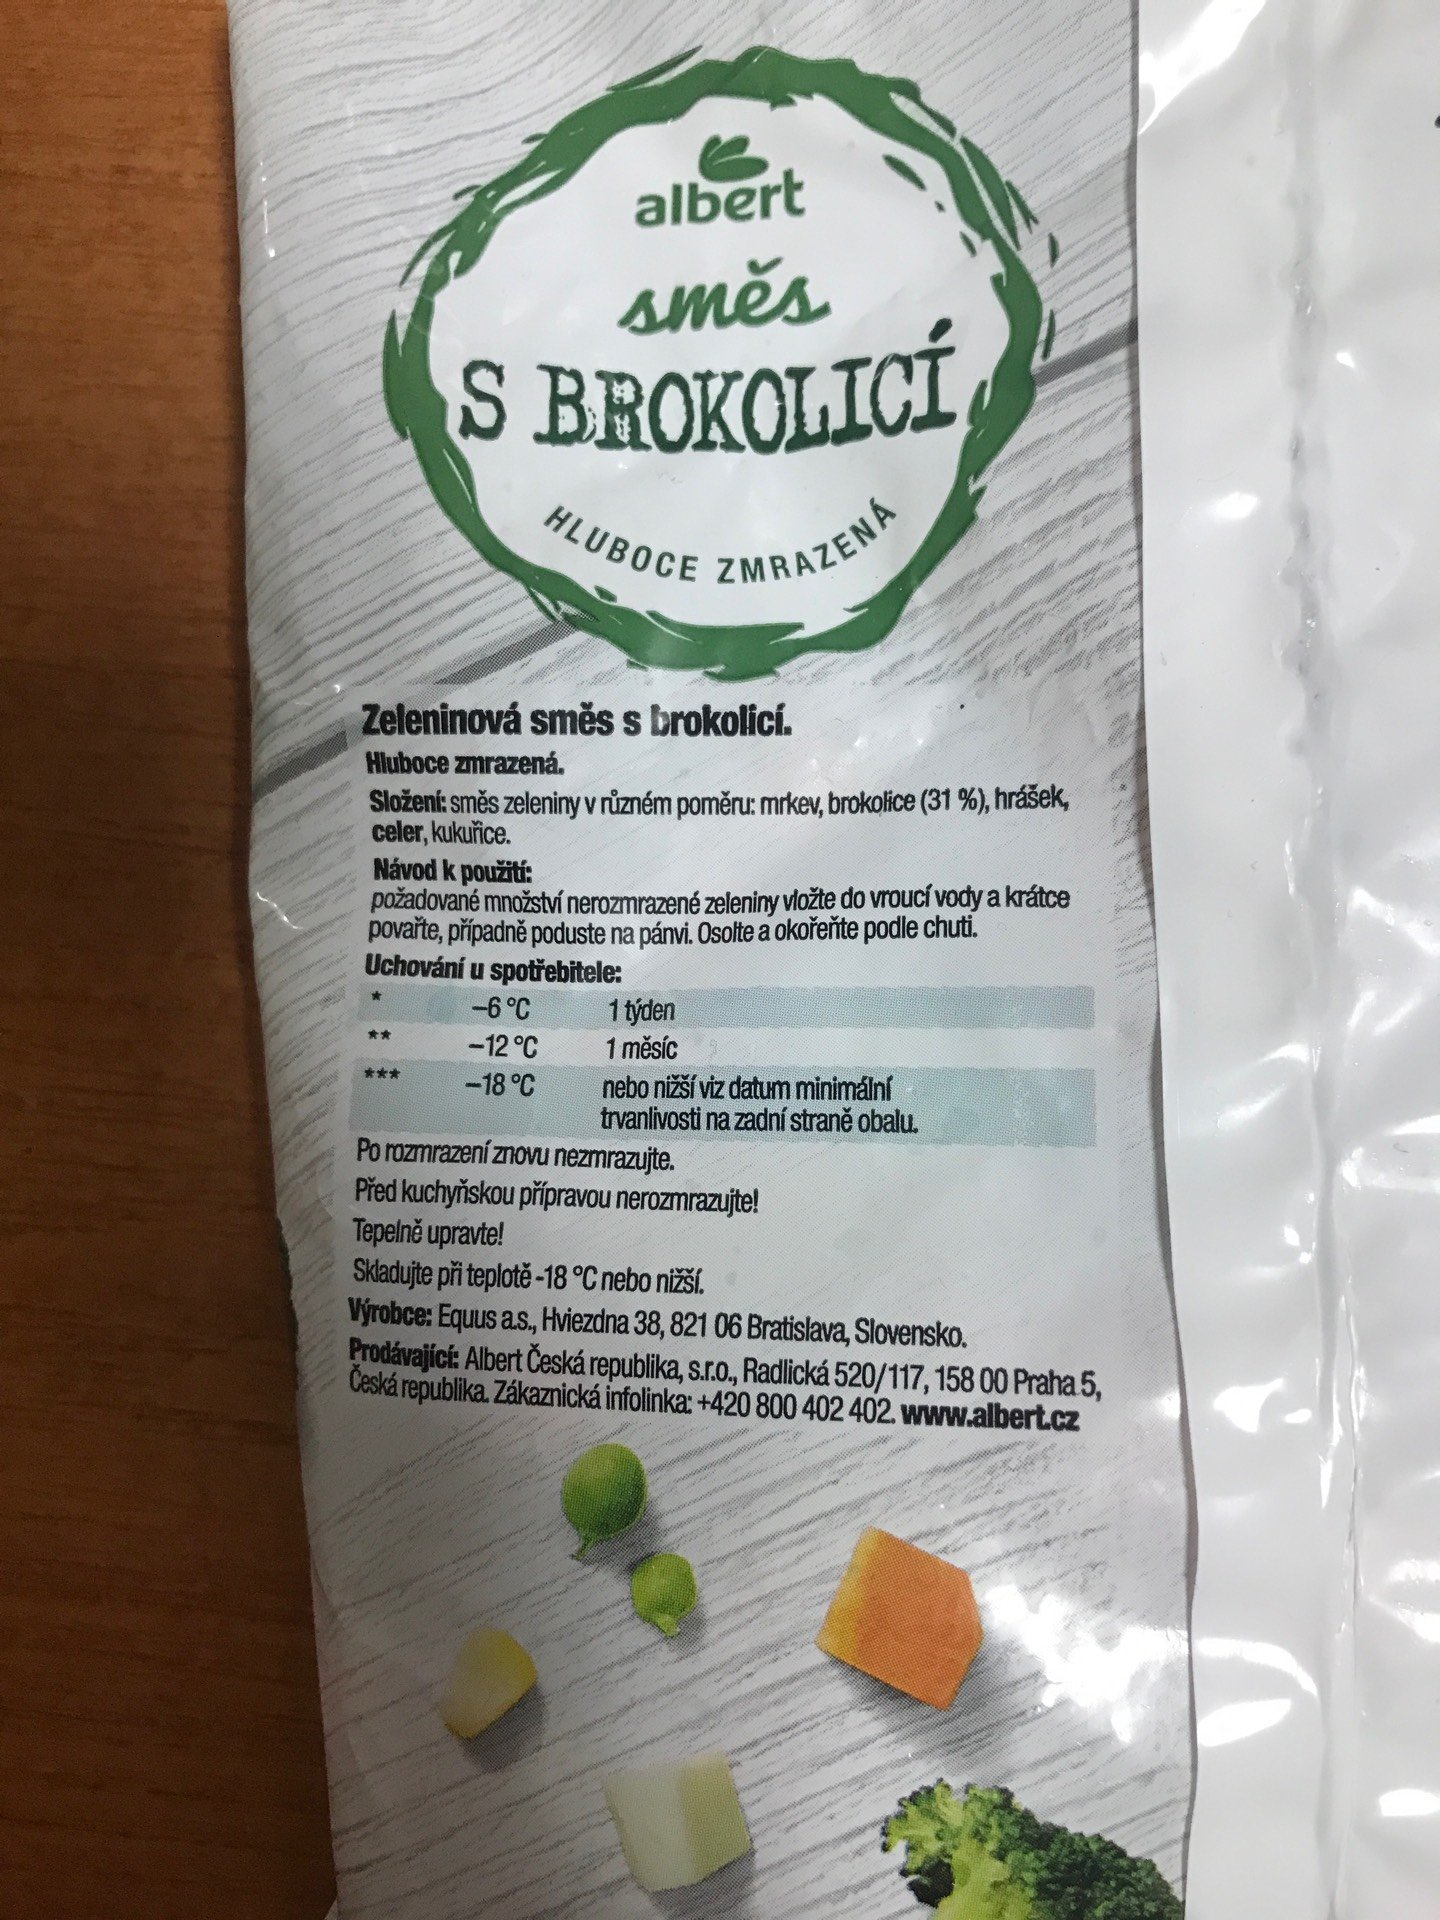 albert
směs
S BROKOLICÍ
HLUBOCE ZMRAZENÁ
Zeleninová směs s brokolicí.
Hluboce zmrazená.
Složení: směs zeleniny v různém poměru: mrkev, brokolice (31 %), hrášek,
celer, kukuřice.
Návod k použití:
požadované množství nerozmrazené zeleniny vložte do vroucí vody a krátce
povařte, případně poduste na pánvi. Osolte a okořeňte podle chuti.
Uchování u spotřebitele:
* –6 °C 1 týden
** –12 °C 1 měsíc
*** –18 °C nebo nižší viz datum minimální
trvanlivosti na zadní straně obalu.
Po rozmrazení znovu nezmrazujte.
Před kuchyňskou přípravou nerozmrazujte!
Tepelně upravte!
Skladujte při teplotě -18 °C nebo nižší.
Výrobce: Equus a.s., Hviezdna 38, 821 06 Bratislava, Slovensko.
Prodávající: Albert Česká republika, s.r.o., Radlická 520/117, 158 00 Praha 5,
Česká republika. Zákaznická infolinka: +420 800 402 402. www.albert.cz